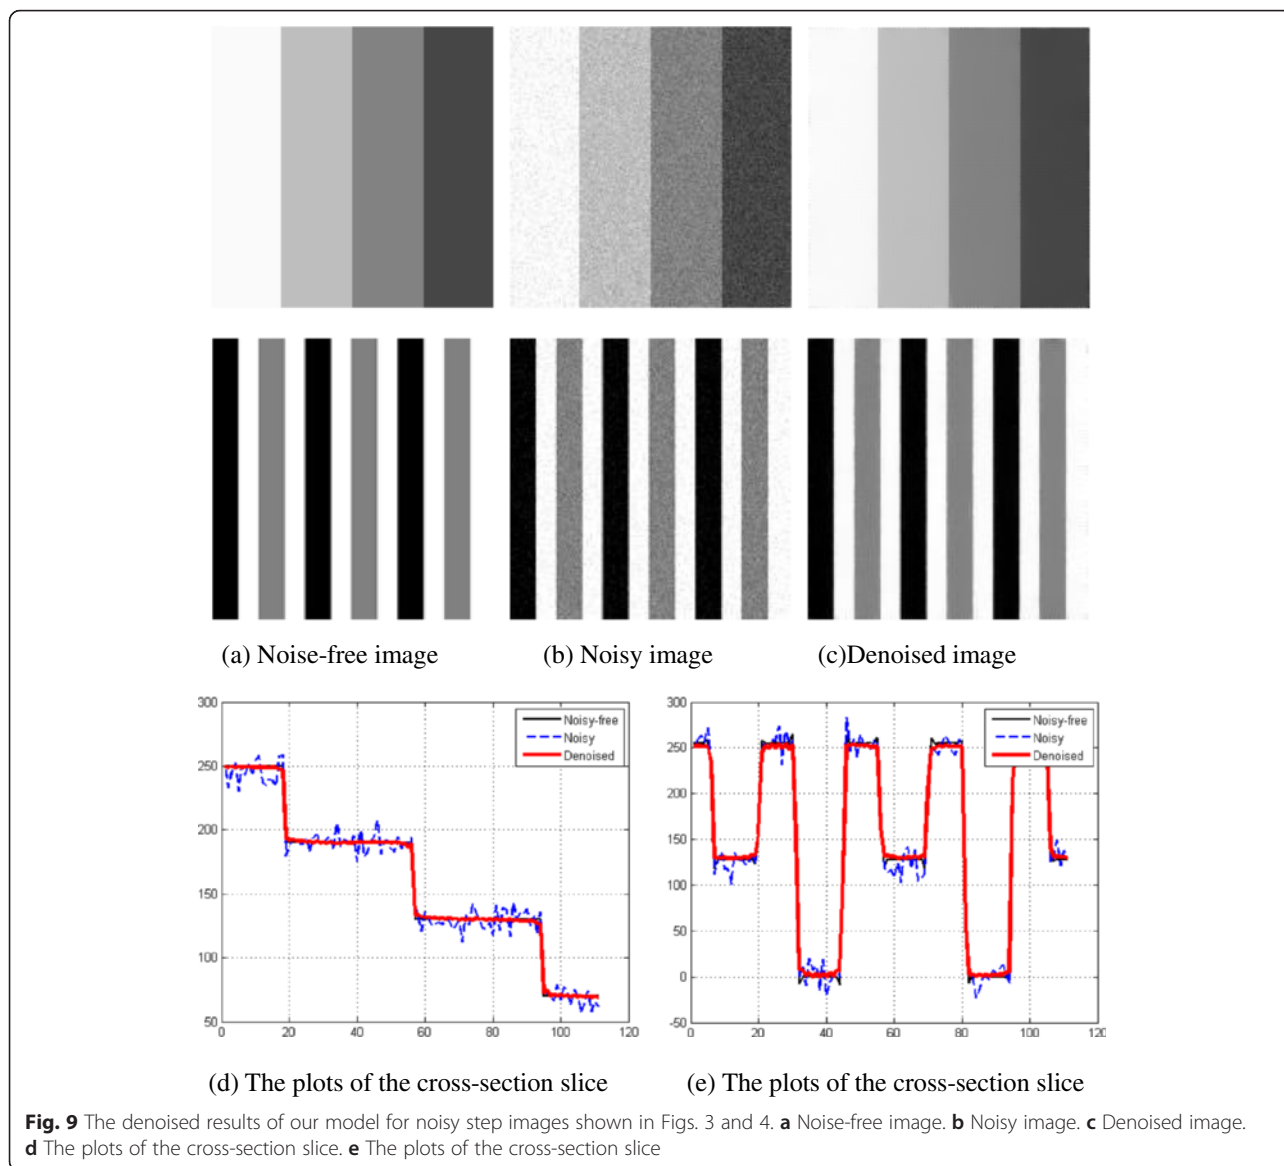 (a) Noise-free image (b) Noisy image (c)Denoised image
300
250
200
150
100
50
0 20 40 60 80 100 120
Noisy-free
Noisy
Denoised
300
250
200
150
100
50
0
-50
0 20 40 60 80 100 120
Noisy-free
Noisy
Denoised
(d) The plots of the cross-section slice (e) The plots of the cross-section slice
Fig. 9 The denoised results of our model for noisy step images shown in Figs. 3 and 4. a Noise-free image. b Noisy image. c Denoised image.
d The plots of the cross-section slice. e The plots of the cross-section slice